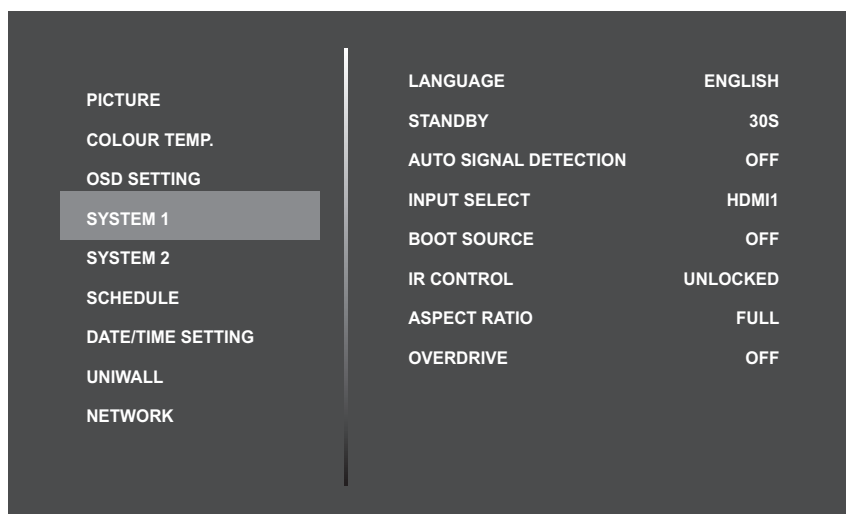 PICTURE
COLOUR TEMP.
OSD SETTING
SYSTEM 1
SYSTEM 2
SCHEDULE
DATE/TIME SETTING
UNIWALL
NETWORK
LANGUAGE ENGLISH
STANDBY 30S
AUTO SIGNAL DETECTION OFF
INPUT SELECT HDMI1
BOOT SOURCE OFF
IR CONTROL UNLOCKED
ASPECT RATIO FULL
OVERDRIVE OFF